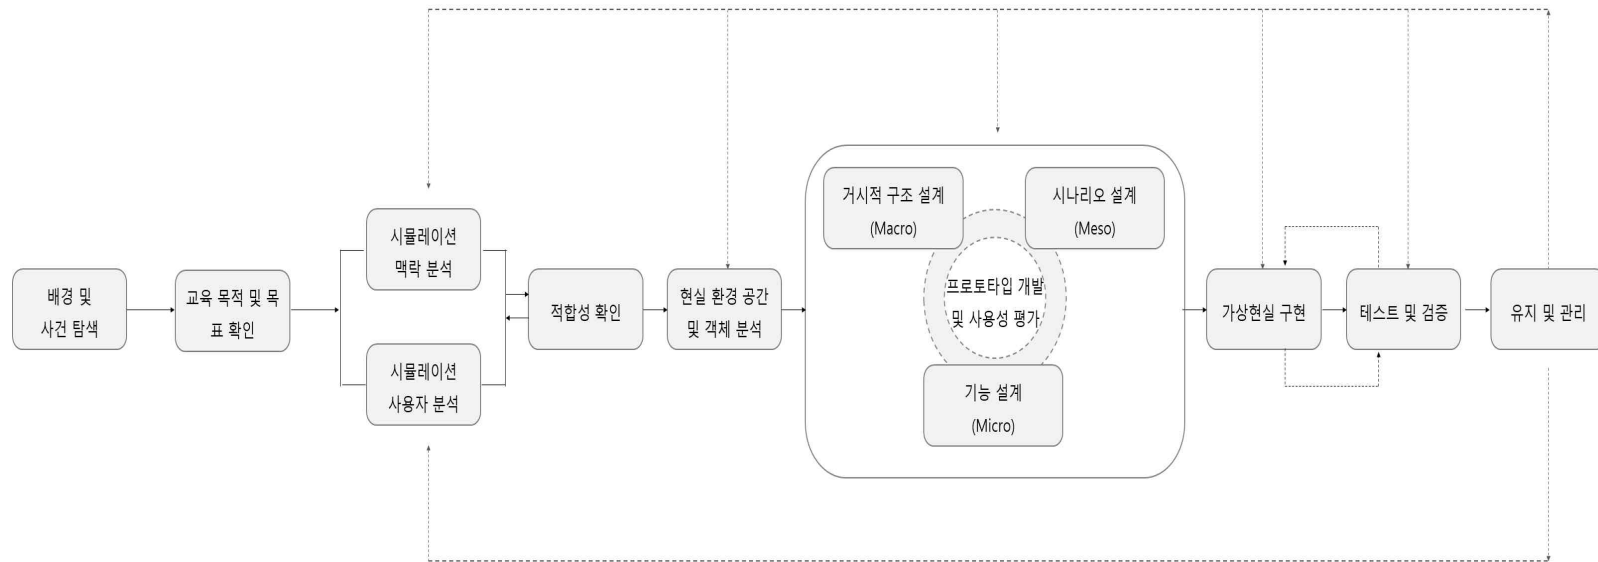 배경 및
사건 탐색
교육 목적 및 목
표 확인
시뮬레이션
맥락 분석
시뮬레이션
사용자 분석
적합성 확인
현실 환경 공간
및 객체 분석
거시적 구조 설계
(Macro)
시나리오 설계
(Meso)
프로토타입 개발
및 사용성 평가
기능 설계
(Micro)
가상현실 구현
테스트 및 검증
유지 및 관리